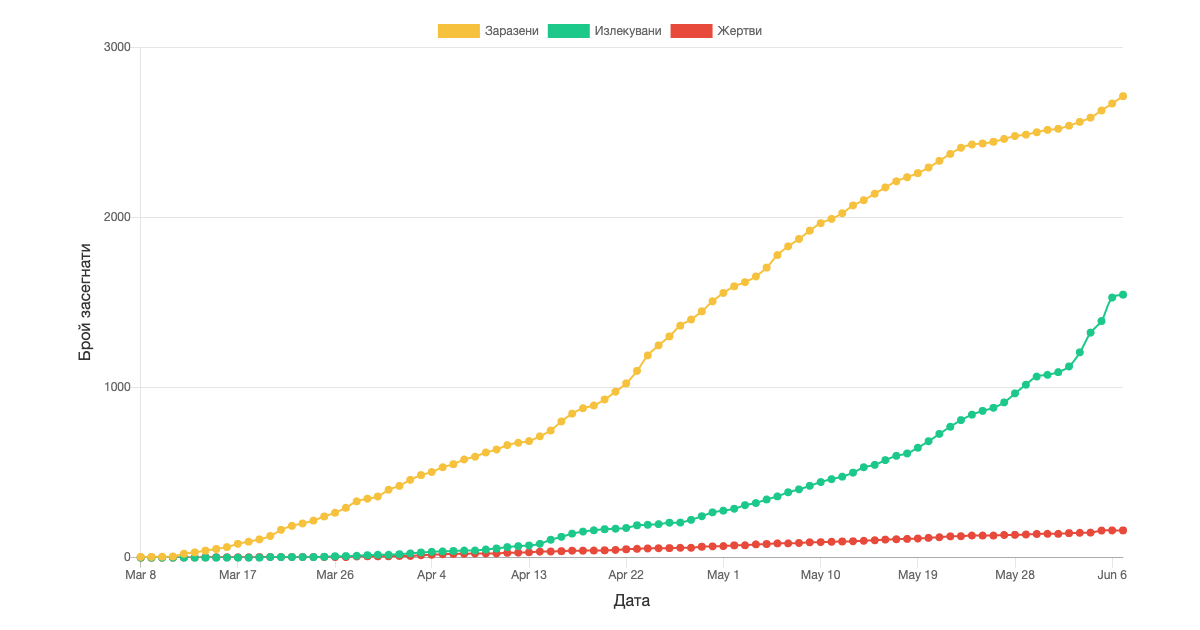 Заразени Излекувани Жертви
3000
2000
1000
0
Брой засегнати
Mar 8 Mar 17 Mar 26 Apr 4 Apr 13 Apr 22 May 1 May 10 May 19 May 28 Jun 6
Дата